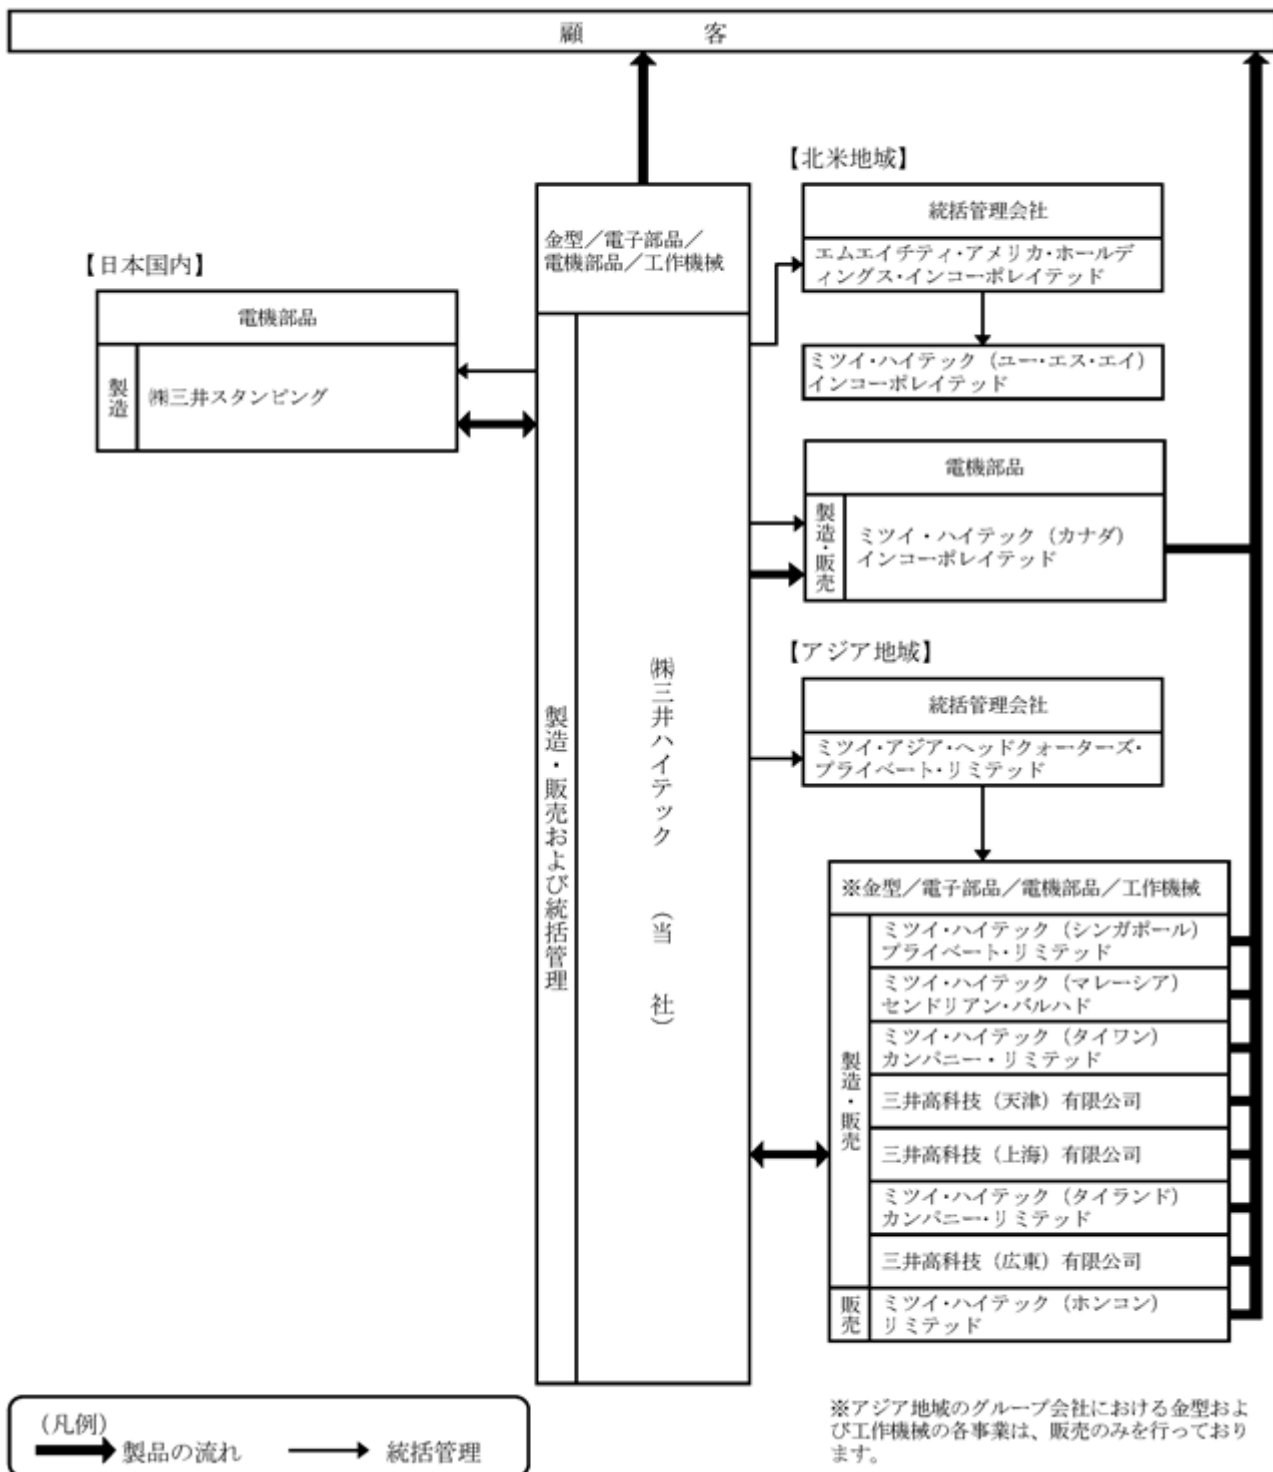 顧 客
【北米地域】
統括管理会社
エムエイチティ・アメリカ・ホールデ
ィングス・インコーポレイテッド
ミツイ・ハイテック（ユー・エス・エイ）
インコーポレイテッド
【日本国内】
電機部品
製造
㈱三井スタンピング
金型／電子部品／
電機部品／工作機械
製造・販売および統括管理
㈱三井ハイテック （当 社）
電機部品
製造・販売
ミツイ・ハイテック（カナダ）
インコーポレイテッド
【アジア地域】
統括管理会社
ミツイ・アジア・ヘッドクォーターズ・
プライベート・リミテッド
※金型／電子部品／電機部品／工作機械
製造・販売
ミツイ・ハイテック（シンガポール）
プライベート・リミテッド
ミツイ・ハイテック（マレーシア）
センドリアン・バルハド
ミツイ・ハイテック（タイワン）
カンパニー・リミテッド
三井高科技（天津）有限公司
三井高科技（上海）有限公司
ミツイ・ハイテック（タイランド）
カンパニー・リミテッド
三井高科技（広東）有限公司
販売
ミツイ・ハイテック（ホンコン）
リミテッド
（凡例）
製品の流れ 統括管理
※アジア地域のグループ会社における金型およ
び工作機械の各事業は、販売のみを行っており
ます。